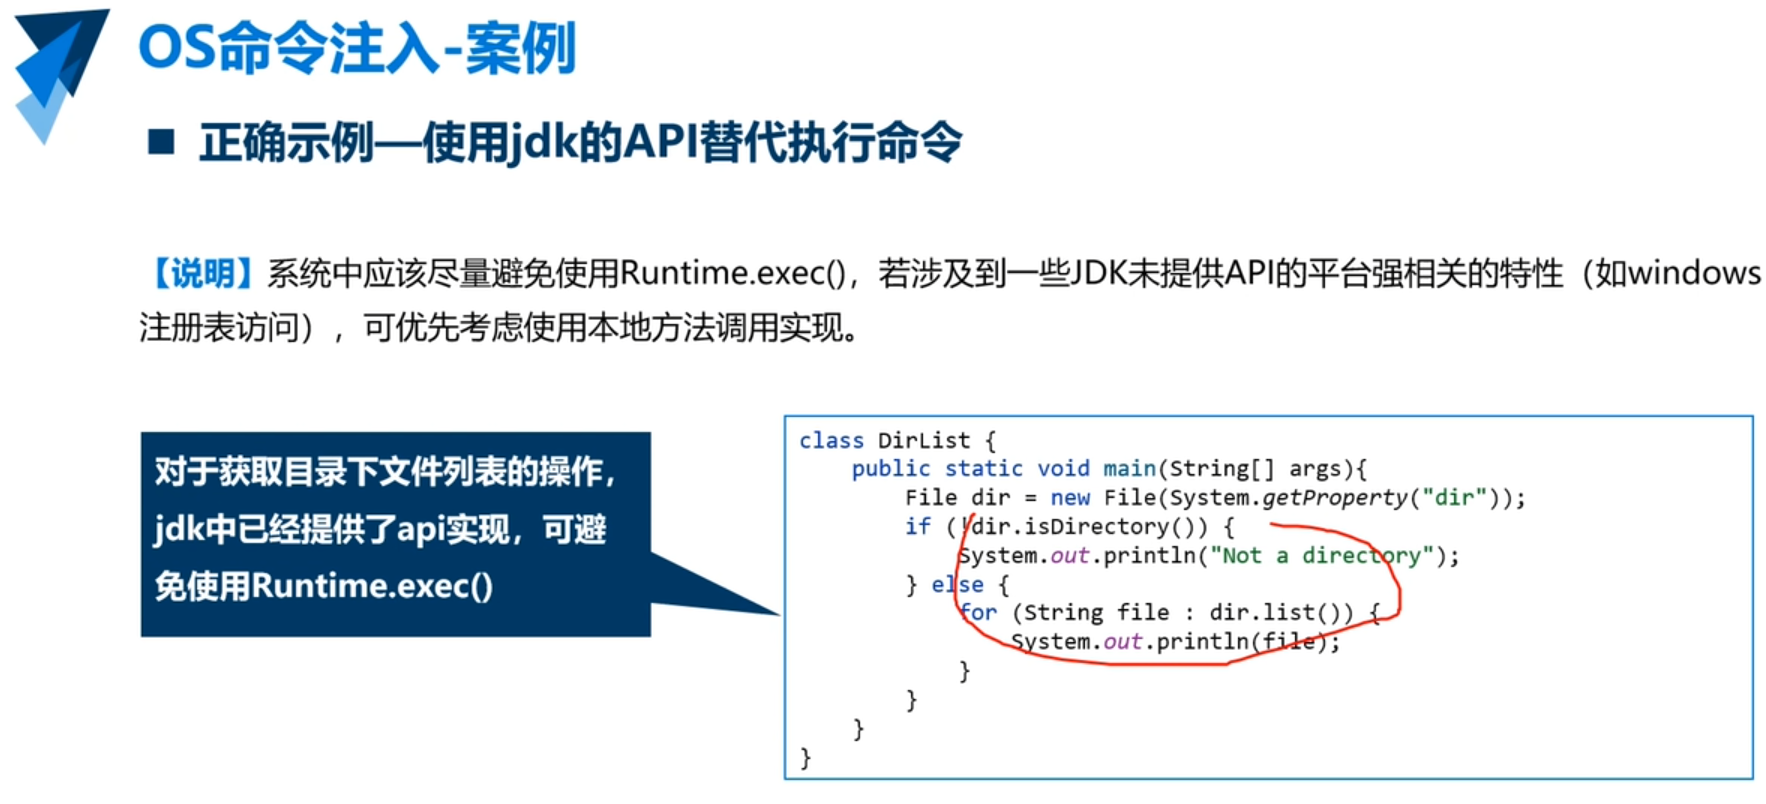 OS命令注入-案例
■ 正确示例—使用jdk的API替代执行命令
【说明】系统中应该尽量避免使用Runtime.exec()，若涉及到一些JDK未提供API的平台强相关的特性（如windows
注册表访问），可优先考虑使用本地方法调用实现。
对于获取目录下文件列表的操作，
jdk中已经提供了api实现，可避
免使用Runtime.exec()
class DirList {
    public static void main(String[] args){
        File dir = new File(System.getProperty("dir"));
        if (!dir.isDirectory()) {
            System.out.println("Not a directory");
        } else {
            for (String file : dir.list()) {
                System.out.println(file);
            }
        }
    }
}